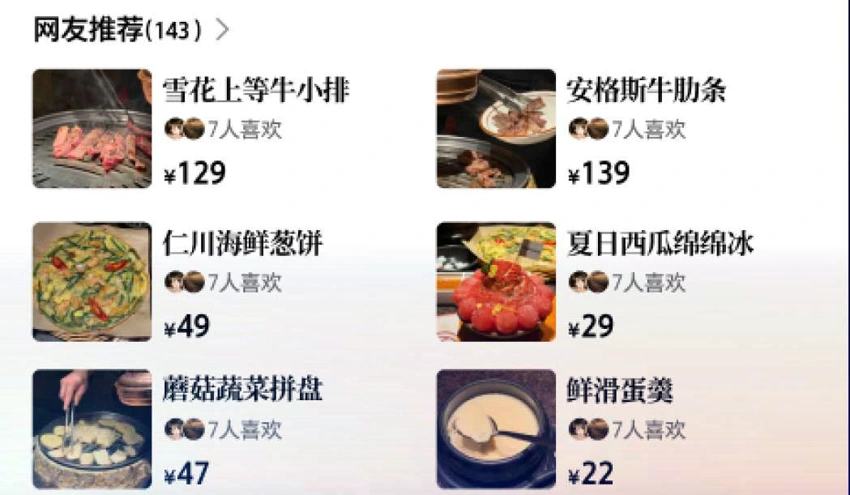 网友推荐(143)
雪花上等牛小排
7人喜欢
¥129
安格斯牛肋条
7人喜欢
¥139
仁川海鲜葱饼
7人喜欢
¥49
夏日西瓜绵绵冰
7人喜欢
¥29
蘑菇蔬菜拼盘
7人喜欢
¥47
鲜滑蛋羹
7人喜欢
¥22